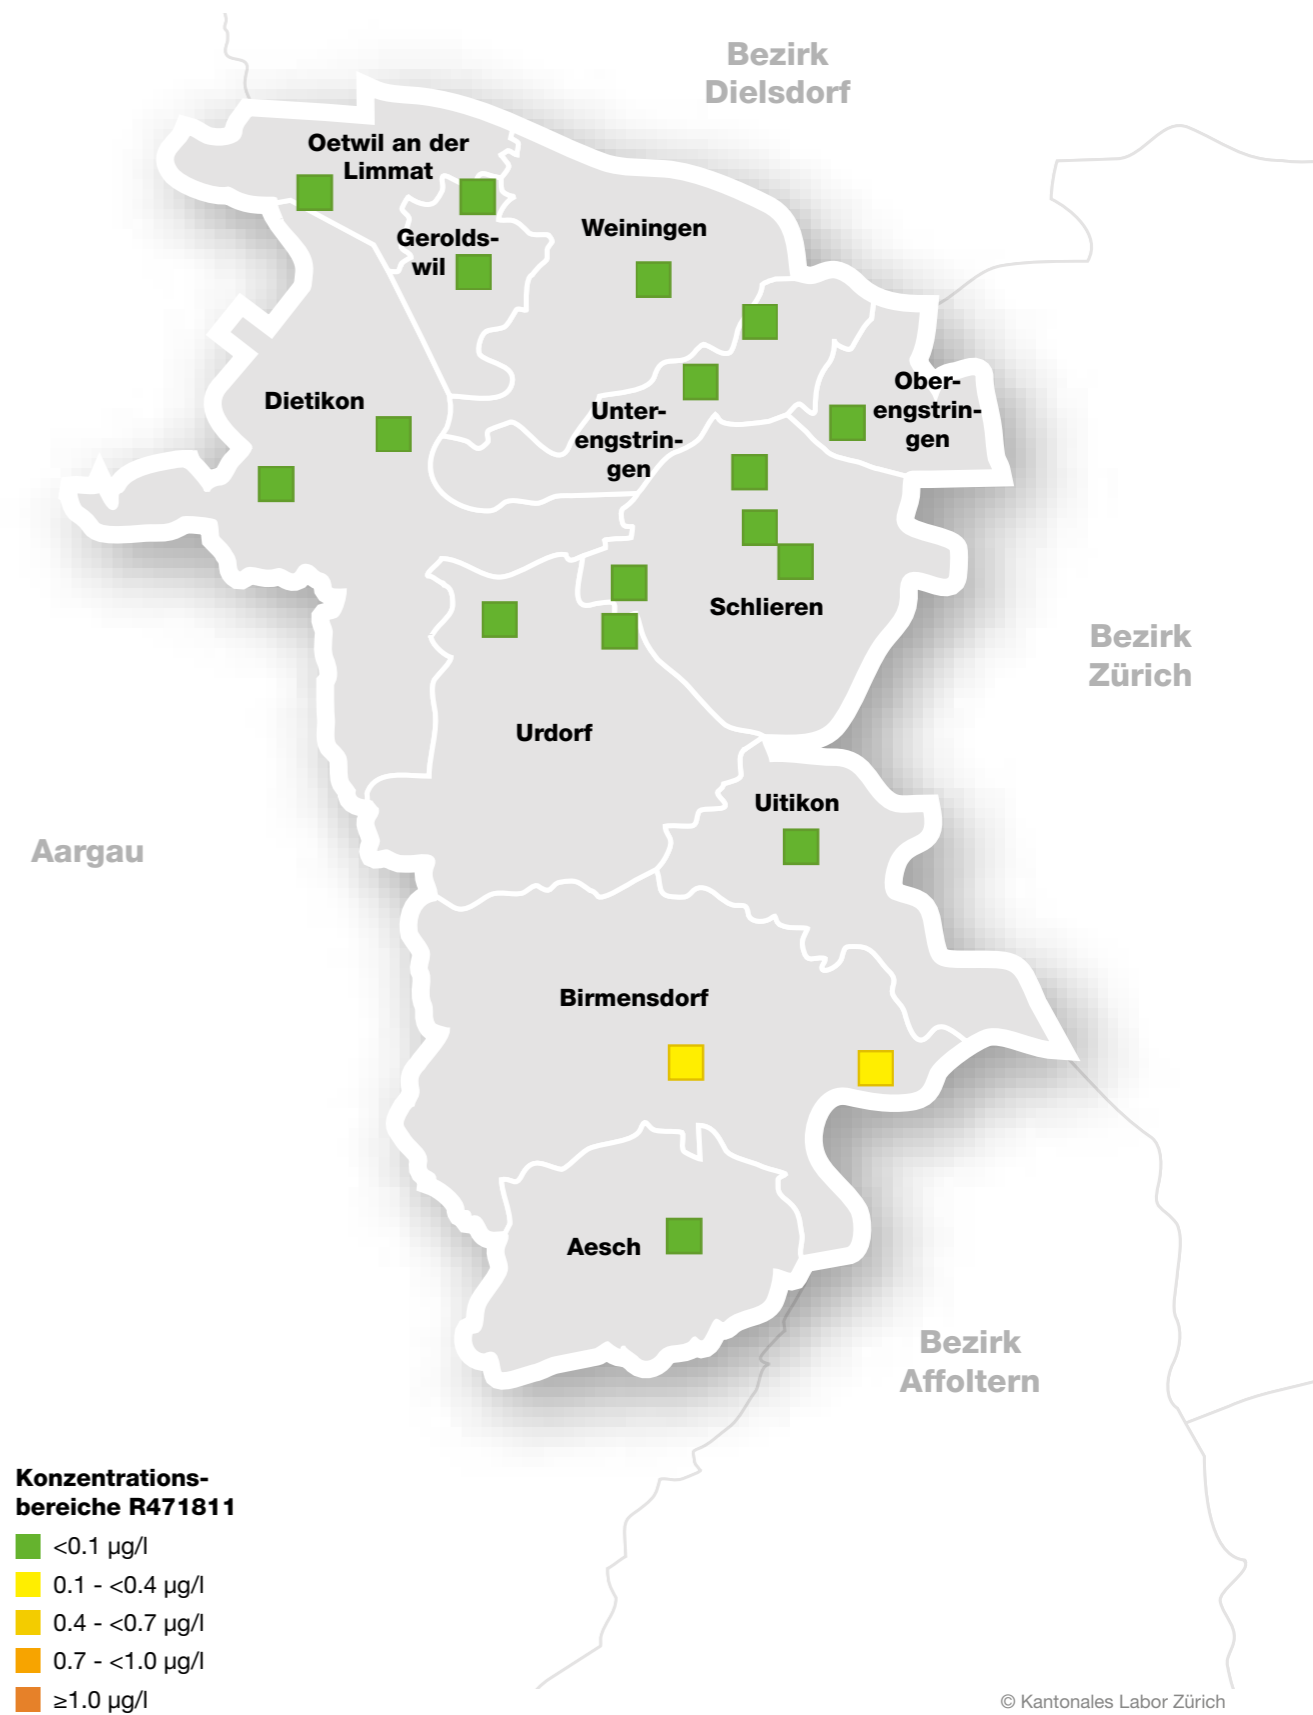 Bezirk
Dielsdorf
Oetwil an der
Limmat
Weiningen
Gerolds-
wil
Dietikon
Ober-
engstrin-
gen
Unter-
engstrin-
gen
Schlieren
Bezirk
Zürich
Urdorf
Uitikon
Aargau
Birmensdorf
Aesch
Bezirk
Affoltern
Konzentrations-
bereiche R471811
<0.1 µg/l
0.1 - <0.4 µg/l
0.4 - <0.7 µg/l
0.7 - <1.0 µg/l
≥1.0 µg/l
© Kantonales Labor Zürich